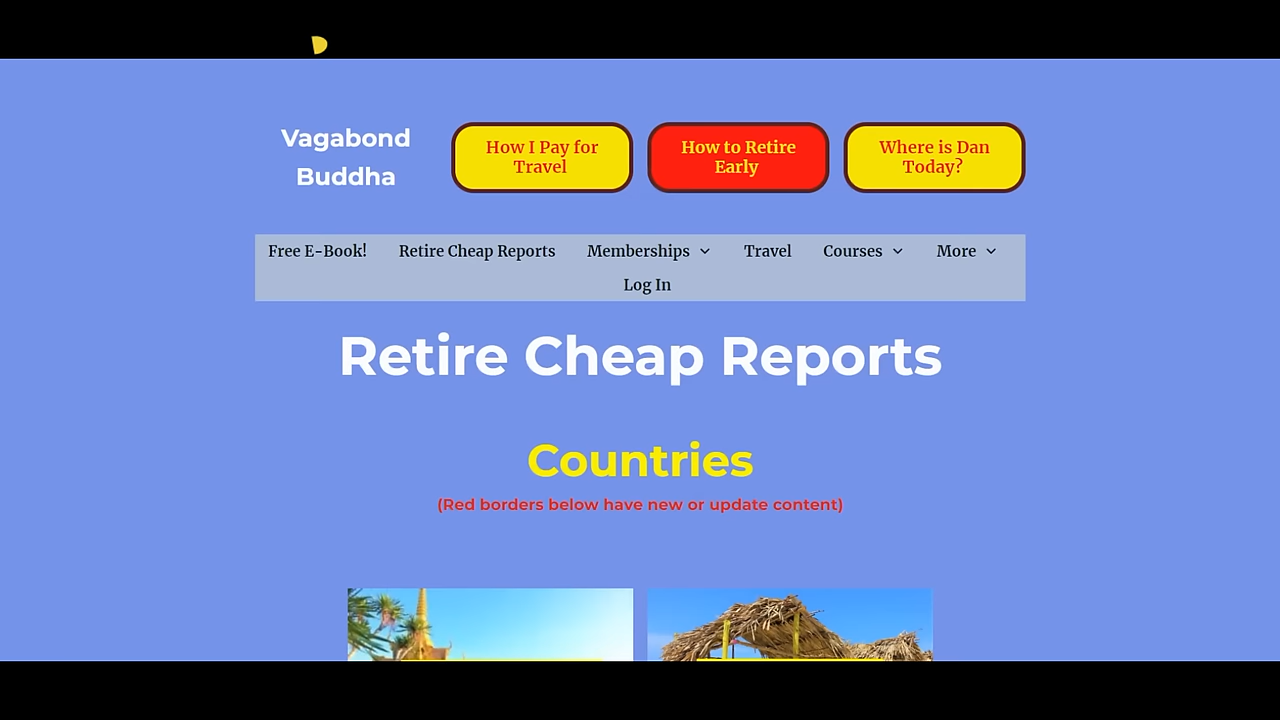 Vagabond
Buddha
How I Pay for
Travel
How to Retire
Early
Where is Dan
Today?
Free E-Book!
Retire Cheap Reports
Memberships
Travel
Courses
More
Log In
Retire Cheap Reports
Countries
(Red borders below have new or update content)